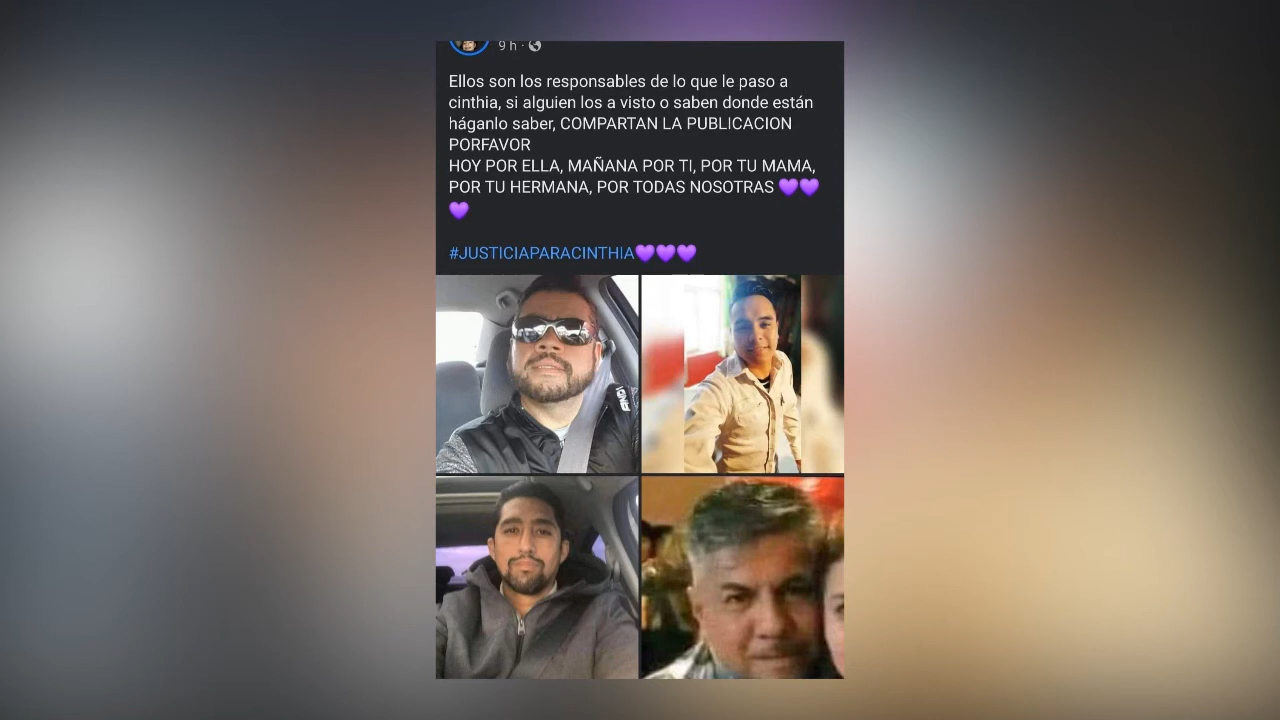 9 h ·
Ellos son los responsables de lo que le paso a
cinthia, si alguien los a visto o saben donde están
háganlo saber, COMPARTAN LA PUBLICACION
PORFAVOR
HOY POR ELLA, MAÑANA POR TI, POR TU MAMA,
POR TU HERMANA, POR TODAS NOSOTRAS 💜💜
💜
#JUSTICIAPARACINTHIA💜💜💜